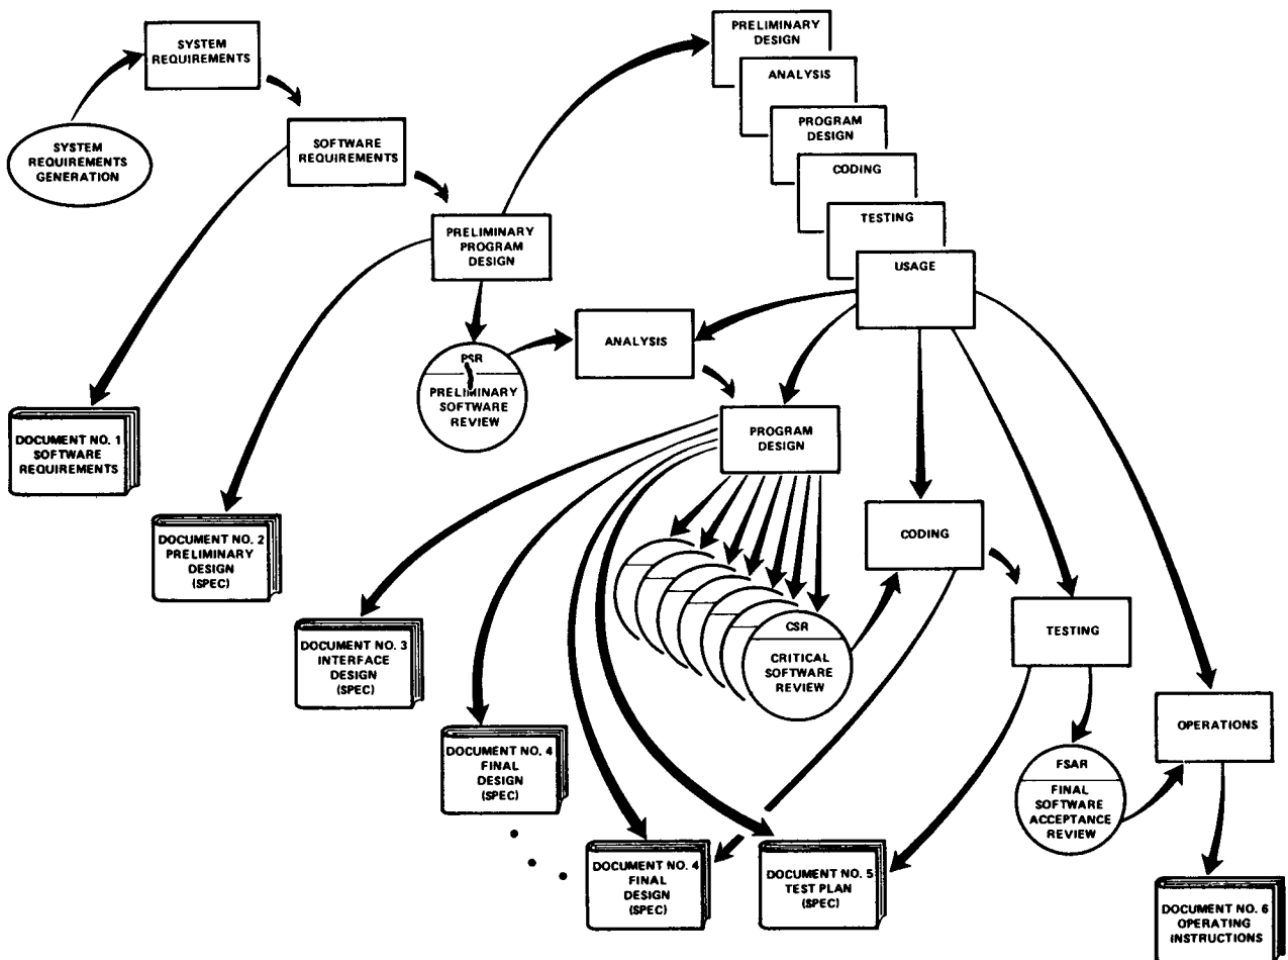 SYSTEM
REQUIREMENTS
SYSTEM
REQUIREMENTS
GENERATION
SOFTWARE
REQUIREMENTS
PRELIMINARY
PROGRAM
DESIGN
PRELIMINARY
DESIGN
ANALYSIS
PROGRAM
DESIGN
CODING
TESTING
USAGE
PSR
PRELIMINARY
SOFTWARE
REVIEW
ANALYSIS
PROGRAM
DESIGN
CODING
TESTING
OPERATIONS
CSR
CRITICAL
SOFTWARE
REVIEW
FSAR
FINAL
SOFTWARE
ACCEPTANCE
REVIEW
DOCUMENT NO. 1
SOFTWARE
REQUIREMENTS
DOCUMENT NO. 2
PRELIMINARY
DESIGN
(SPEC)
DOCUMENT NO. 3
INTERFACE
DESIGN
(SPEC)
DOCUMENT NO. 4
FINAL
DESIGN
(SPEC)
DOCUMENT NO. 4
FINAL
DESIGN
(SPEC)
DOCUMENT NO. 5
TEST PLAN
(SPEC)
DOCUMENT NO. 6
OPERATING
INSTRUCTIONS